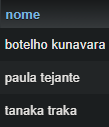 nome
botelho kunavara
paula tejante
tanaka traka